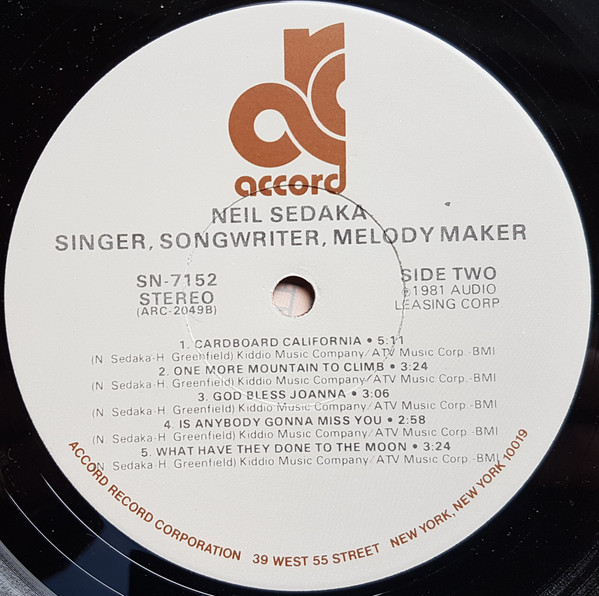 accord
NEIL SEDAKA
SINGER, SONGWRITER, MELODY MAKER
SN-7152
STEREO
(ARC-2049B)
SIDE TWO
℗1981 AUDIO
LEASING CORP
1. CARDBOARD CALIFORNIA • 5:11
(N Sedaka-H Greenfield) Kiddio Music Company/ATV Music Corp.-BMI
2. ONE MORE MOUNTAIN TO CLIMB • 3:24
(N Sedaka-H Greenfield) Kiddio Music Company/ATV Music Corp.-BMI
3. GOD BLESS JOANNA • 3:06
(N Sedaka-H Greenfield) Kiddio Music Company/ATV Music Corp.-BMI
4. IS ANYBODY GONNA MISS YOU • 2:58
(N Sedaka-H Greenfield) Kiddio Music Company/ATV Music Corp.-BMI
5. WHAT HAVE THEY DONE TO THE MOON • 3:24
(N Sedaka-H Greenfield) Kiddio Music Company/ATV Music Corp.-BMI
ACCORD RECORD CORPORATION 39 WEST 55 STREET NEW YORK, NEW YORK 10019